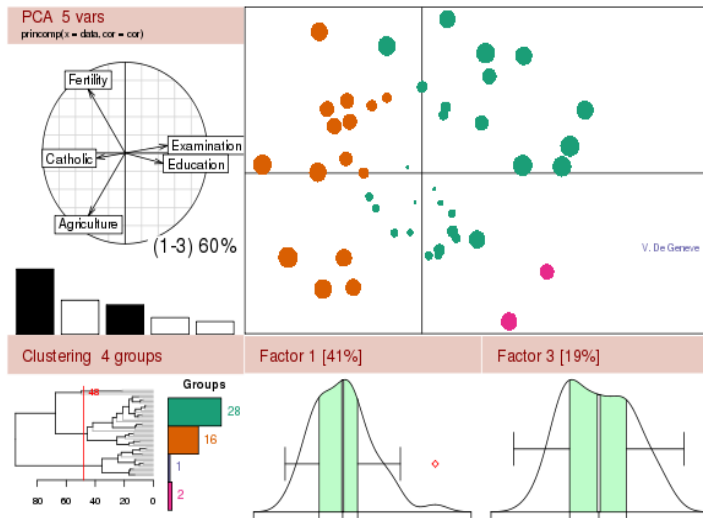 PCA 5 vars
princomp(x = data, cor = cor)
Fertility
Examination
Catholic
Education
Agriculture
(1-3) 60%
V. De Geneve
Clustering 4 groups
Factor 1 [41%]
Factor 3 [19%]
Groups
48
28
16
1
2
80 60 40 20 0